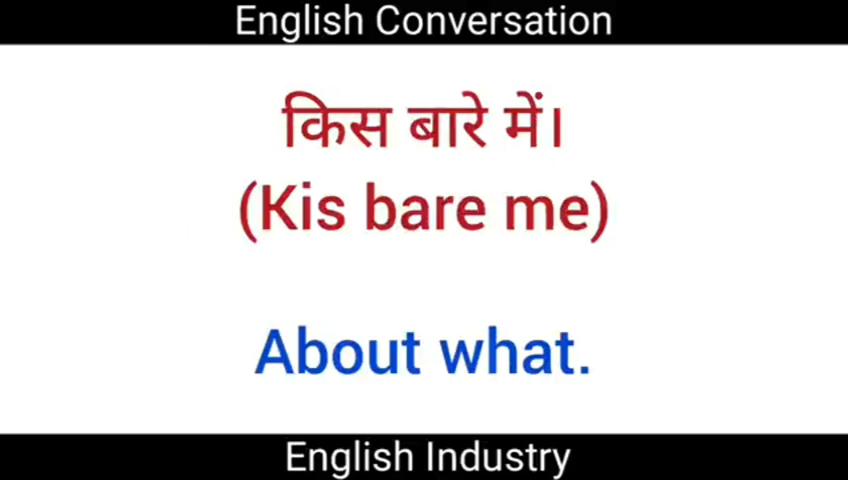 English Conversation
किस बारे में।
(Kis bare me)
About what.
English Industry